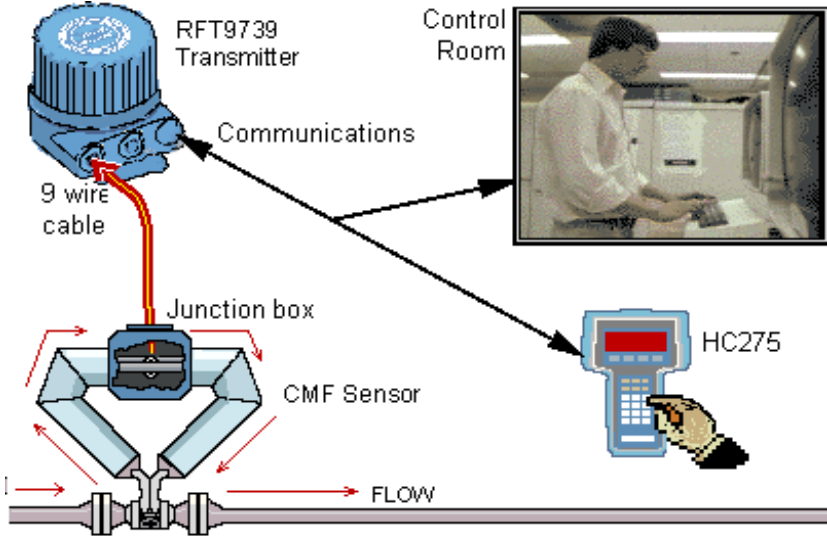 RFT9739
Transmitter
Control
Room
Communications
9 wire
cable
Junction box
HC275
CMF Sensor
FLOW